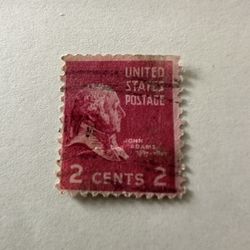 UNITED
STATES
POSTAGE
JOHN
ADAMS
2 CENTS 2